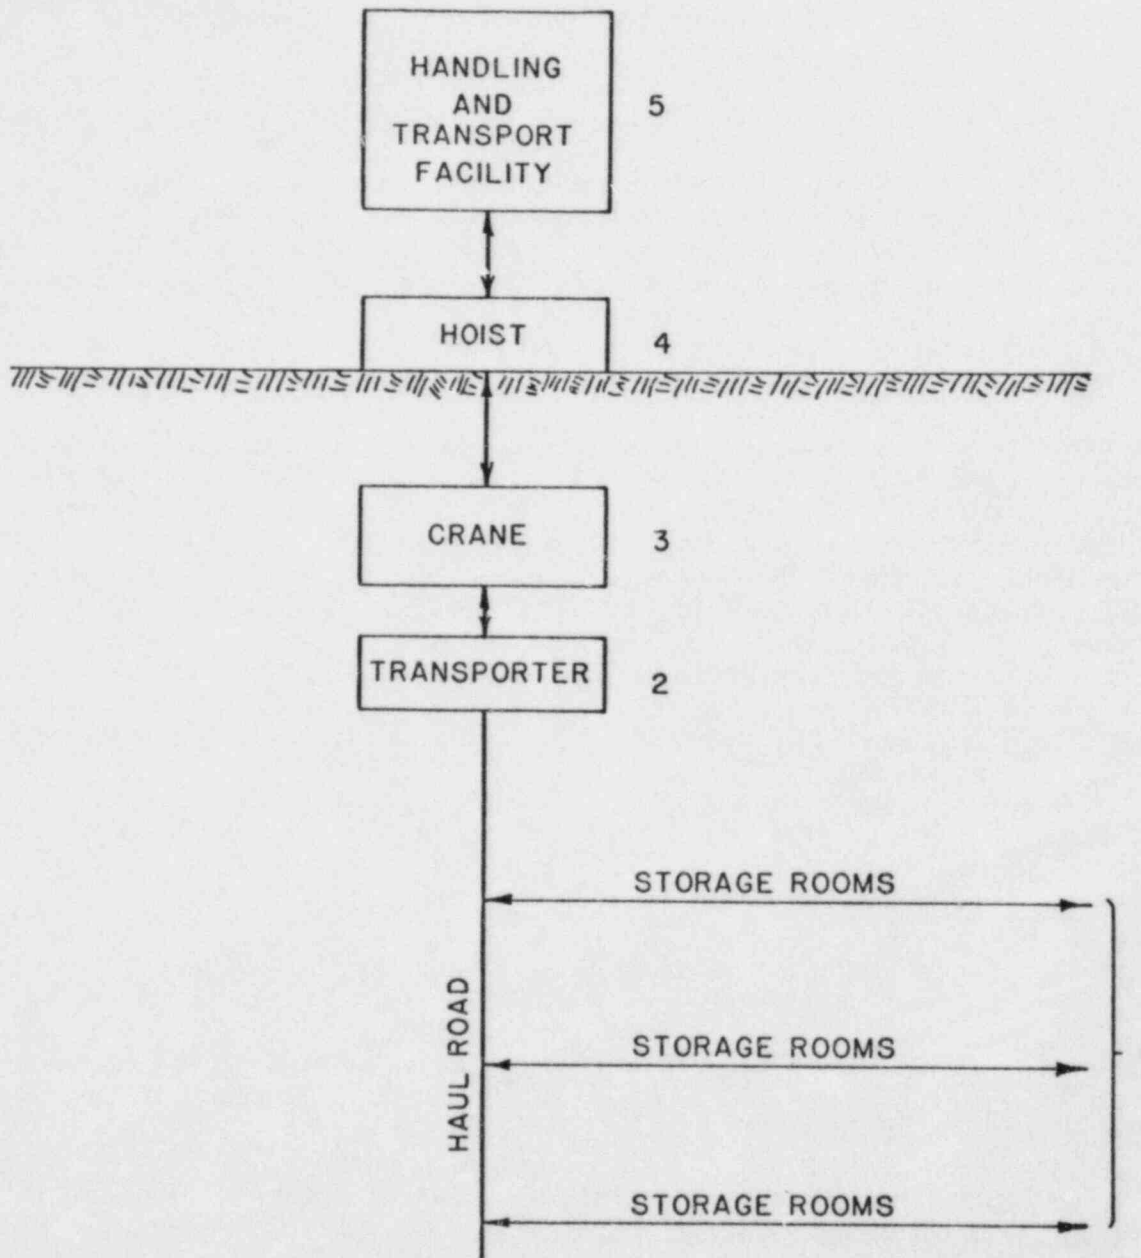 HANDLING
AND
TRANSPORT
FACILITY
5
HOIST
4
CRANE
3
TRANSPORTER
2
STORAGE ROOMS
HAUL ROAD
STORAGE ROOMS
STORAGE ROOMS